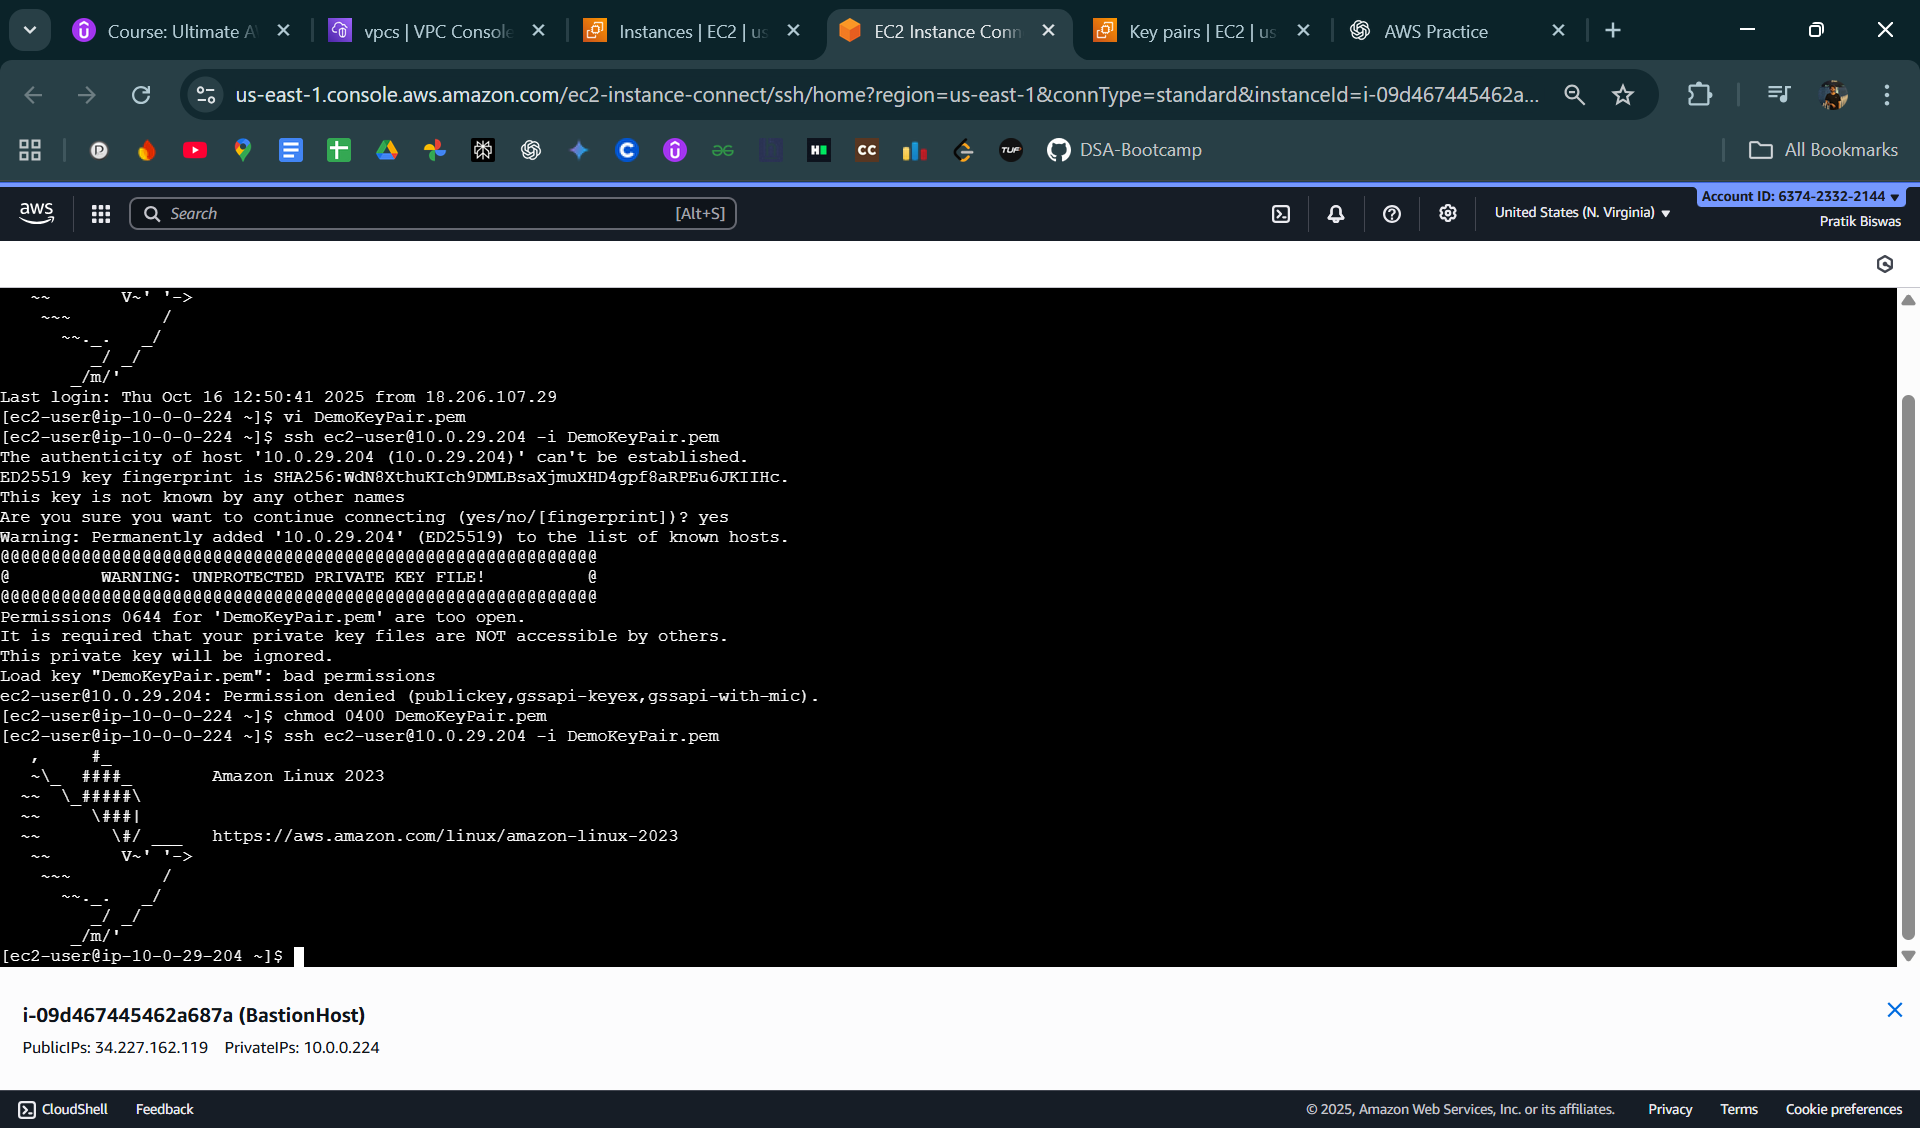 Course: Ultimate A
vpcs | VPC Console
Instances | EC2 | us
EC2 Instance Conn
Key pairs | EC2 | us
AWS Practice
us-east-1.console.aws.amazon.com/ec2-instance-connect/ssh/home?region=us-east-1&connType=standard&instanceId=i-09d467445462a...
DSA-Bootcamp
All Bookmarks
aws
Search
[Alt+S]
United States (N. Virginia)
Account ID: 6374-2332-2144
Pratik Biswas
  ~~       V~' '->
   ~~~         /
     ~~._.   _/
        _/ _/
      _/m/'
Last login: Thu Oct 16 12:50:41 2025 from 18.206.107.29
[ec2-user@ip-10-0-0-224 ~]$ vi DemoKeyPair.pem
[ec2-user@ip-10-0-0-224 ~]$ ssh ec2-user@10.0.29.204 -i DemoKeyPair.pem
The authenticity of host '10.0.29.204 (10.0.29.204)' can't be established.
ED25519 key fingerprint is SHA256:WdN8XthuKIch9DMLBsaXjmuXHD4gpf8aRPEu6JKIIHc.
This key is not known by any other names
Are you sure you want to continue connecting (yes/no/[fingerprint])? yes
Warning: Permanently added '10.0.29.204' (ED25519) to the list of known hosts.
@@@@@@@@@@@@@@@@@@@@@@@@@@@@@@@@@@@@@@@@@@@@@@@@@@@@@@@@@@@
@         WARNING: UNPROTECTED PRIVATE KEY FILE!          @
@@@@@@@@@@@@@@@@@@@@@@@@@@@@@@@@@@@@@@@@@@@@@@@@@@@@@@@@@@@
Permissions 0644 for 'DemoKeyPair.pem' are too open.
It is required that your private key files are NOT accessible by others.
This private key will be ignored.
Load key "DemoKeyPair.pem": bad permissions
ec2-user@10.0.29.204: Permission denied (publickey,gssapi-keyex,gssapi-with-mic).
[ec2-user@ip-10-0-0-224 ~]$ chmod 0400 DemoKeyPair.pem
[ec2-user@ip-10-0-0-224 ~]$ ssh ec2-user@10.0.29.204 -i DemoKeyPair.pem
   ,     #_
   ~\_  ####_        Amazon Linux 2023
  ~~  \_#####\
  ~~     \###|
  ~~       \#/ ___   https://aws.amazon.com/linux/amazon-linux-2023
   ~~       V~' '->
    ~~~         /
      ~~._.   _/
         _/ _/
       _/m/'
[ec2-user@ip-10-0-29-204 ~]$
i-09d467445462a687a (BastionHost)
PublicIPs: 34.227.162.119 PrivateIPs: 10.0.0.224
CloudShell
Feedback
© 2025, Amazon Web Services, Inc. or its affiliates.
Privacy
Terms
Cookie preferences